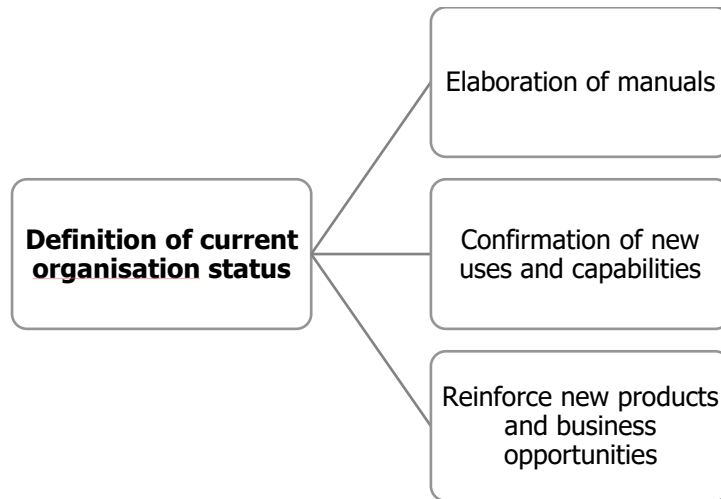 Elaboration of manuals
Definition of current
organisation status
Confirmation of new
uses and capabilities
Reinforce new products
and business
opportunities